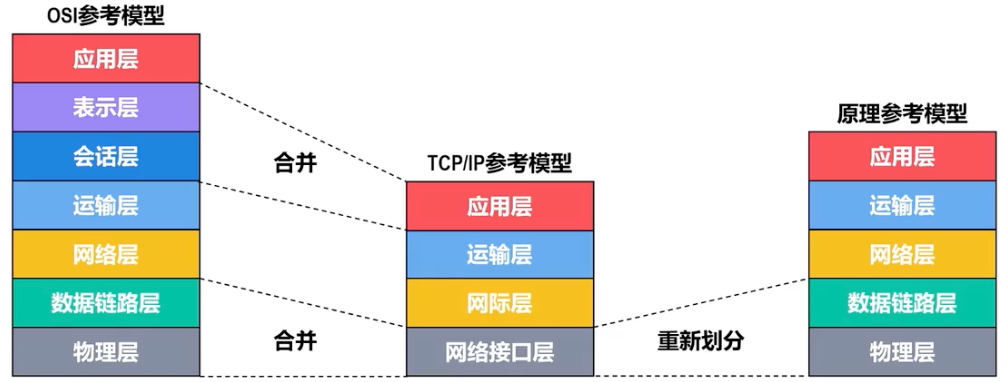 OSI参考模型
应用层
表示层
会话层
运输层
网络层
数据链路层
物理层
合并
合并
TCP/IP参考模型
应用层
运输层
网际层
网络接口层
重新划分
原理参考模型
应用层
运输层
网络层
数据链路层
物理层